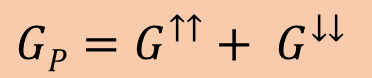 G_P = G^↑↑ + G^↓↓